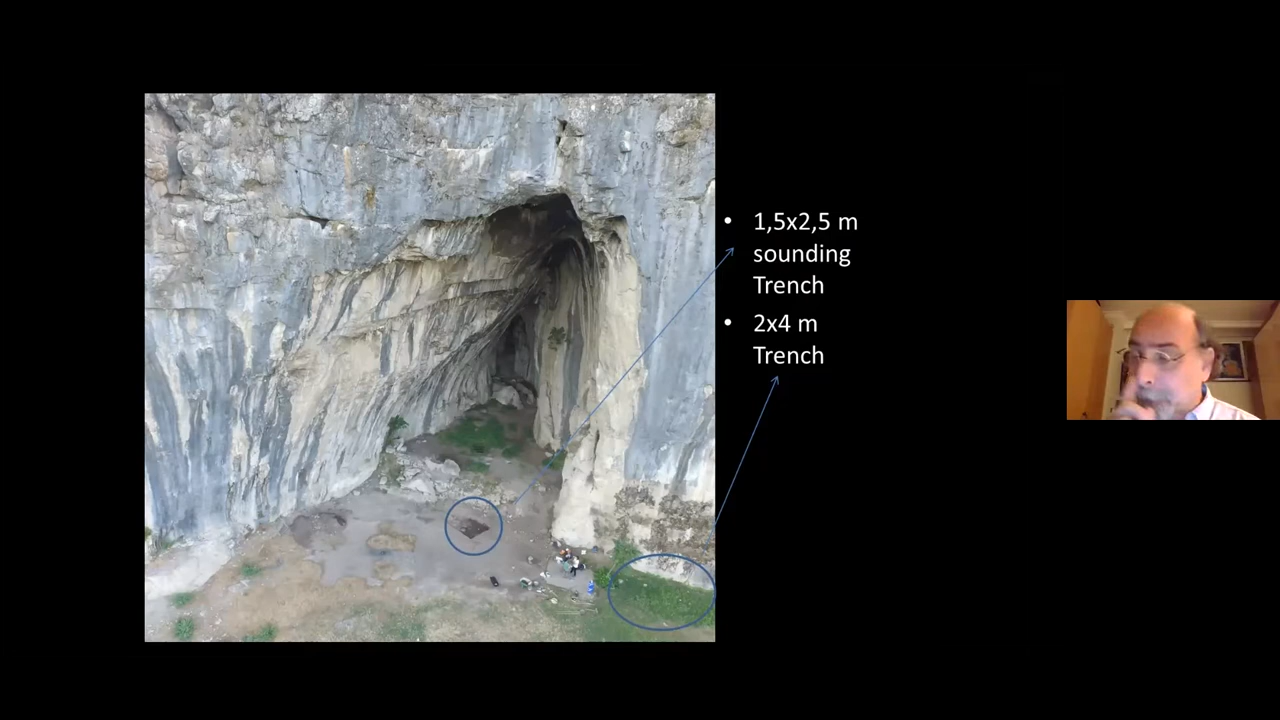 • 1,5x2,5 m
sounding
Trench
• 2x4 m
Trench